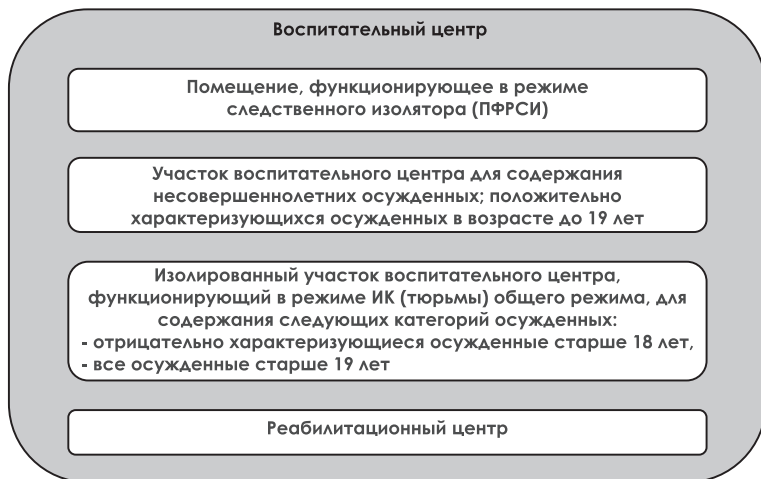 Воспитательный центр
Помещение, функционирующее в режиме
следственного изолятора (ПФРСИ)
Участок воспитательного центра для содержания
несовершеннолетних осужденных; положительно
характеризующихся осужденных в возрасте до 19 лет
Изолированный участок воспитательного центра,
функционирующий в режиме ИК (тюрьмы) общего режима, для
содержания следующих категорий осужденных:
- отрицательно характеризующиеся осужденные старше 18 лет,
- все осужденные старше 19 лет
Реабилитационный центр